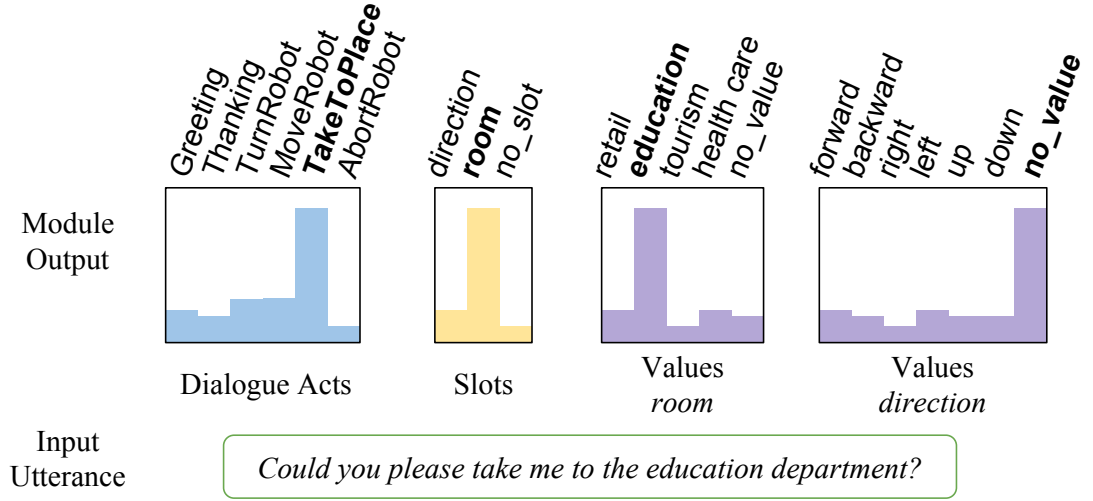 Greeting
Thanking
TurnRobot
MoveRobot
TakeToPlace
AbortRobot
direction
room
no_slot
retail
education
tourism
health care
no_value
forward
backward
right
left
up
down
no_value
Module
Output
Dialogue Acts
Slots
Values
room
Values
direction
Input
Utterance
Could you please take me to the education department?